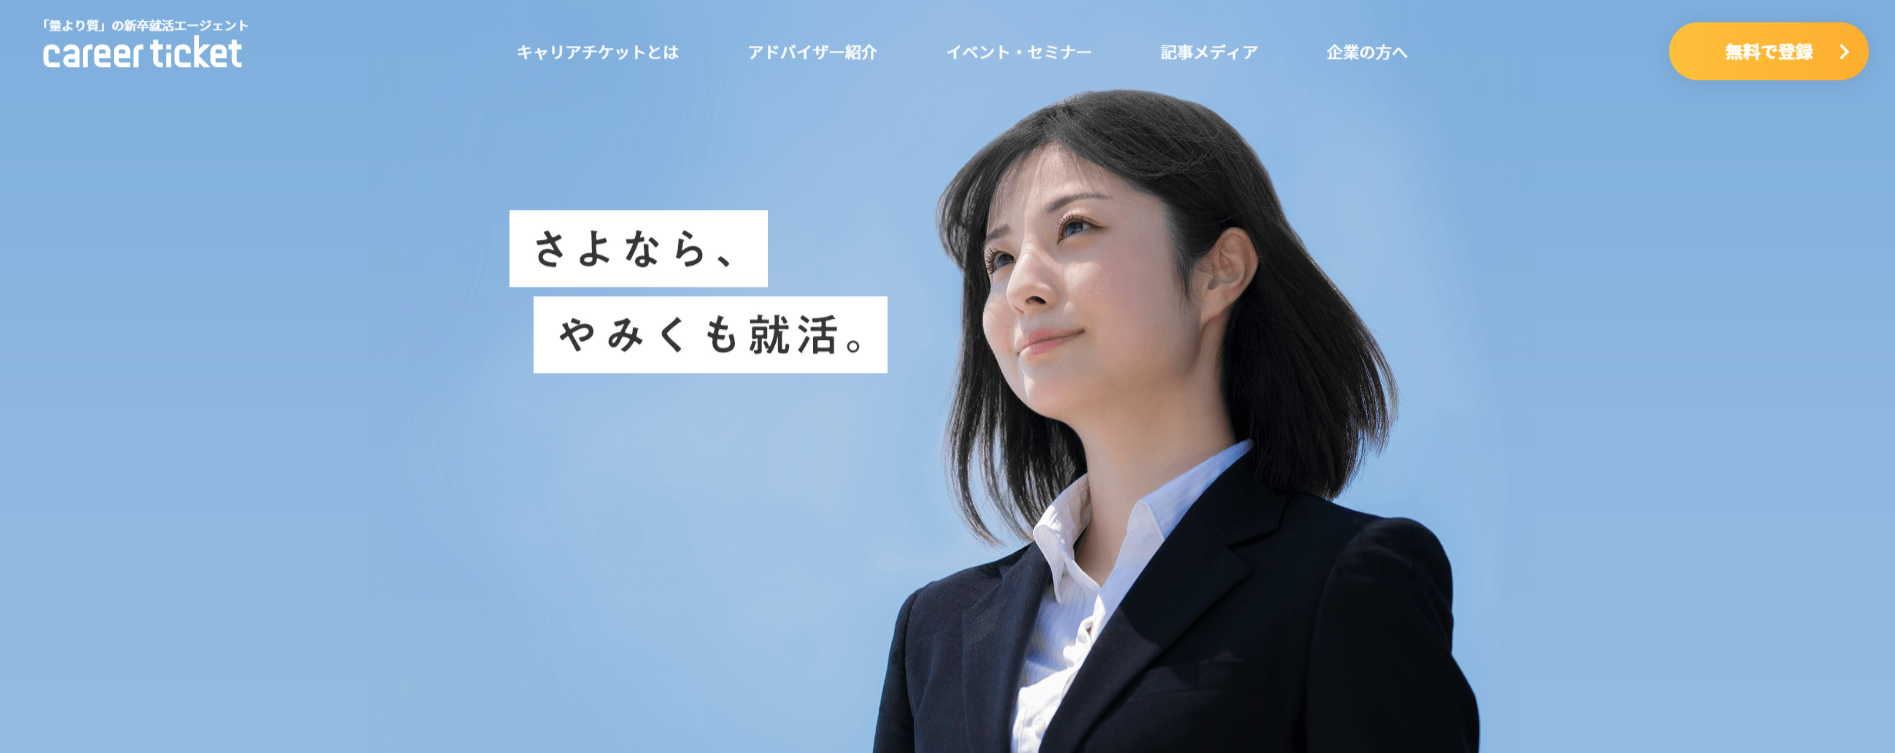 「量より質」の新卒就活エージェント
career ticket
キャリアチケットとは
アドバイザー紹介
イベント・セミナー
記事メディア
企業の方へ
無料で登録
さよなら、
やみくも就活。